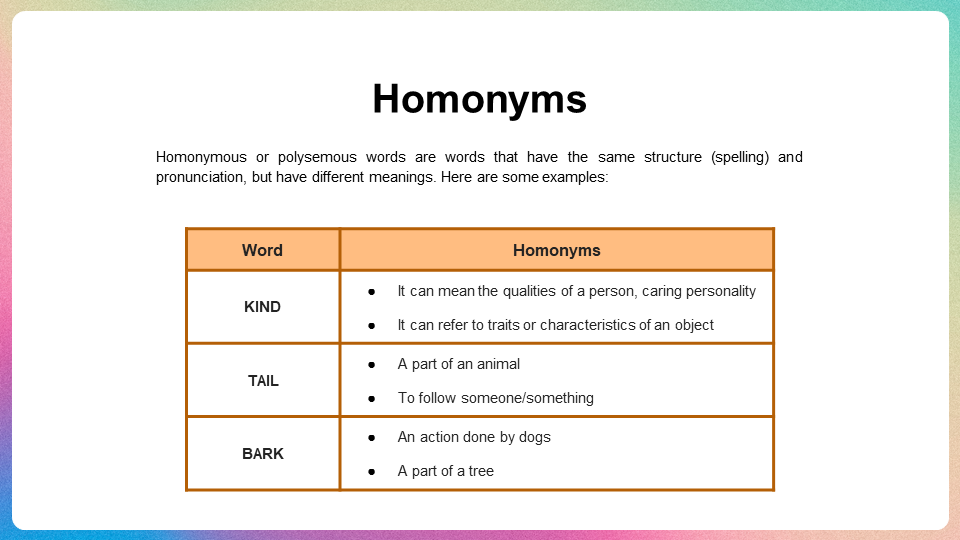 Homonyms
Homonymous or polysemous words are words that have the same structure (spelling) and
pronunciation, but have different meanings. Here are some examples:
Word Homonyms
KIND
● It can mean the qualities of a person, caring personality
● It can refer to traits or characteristics of an object
TAIL
● A part of an animal
● To follow someone/something
BARK
● An action done by dogs
● A part of a tree